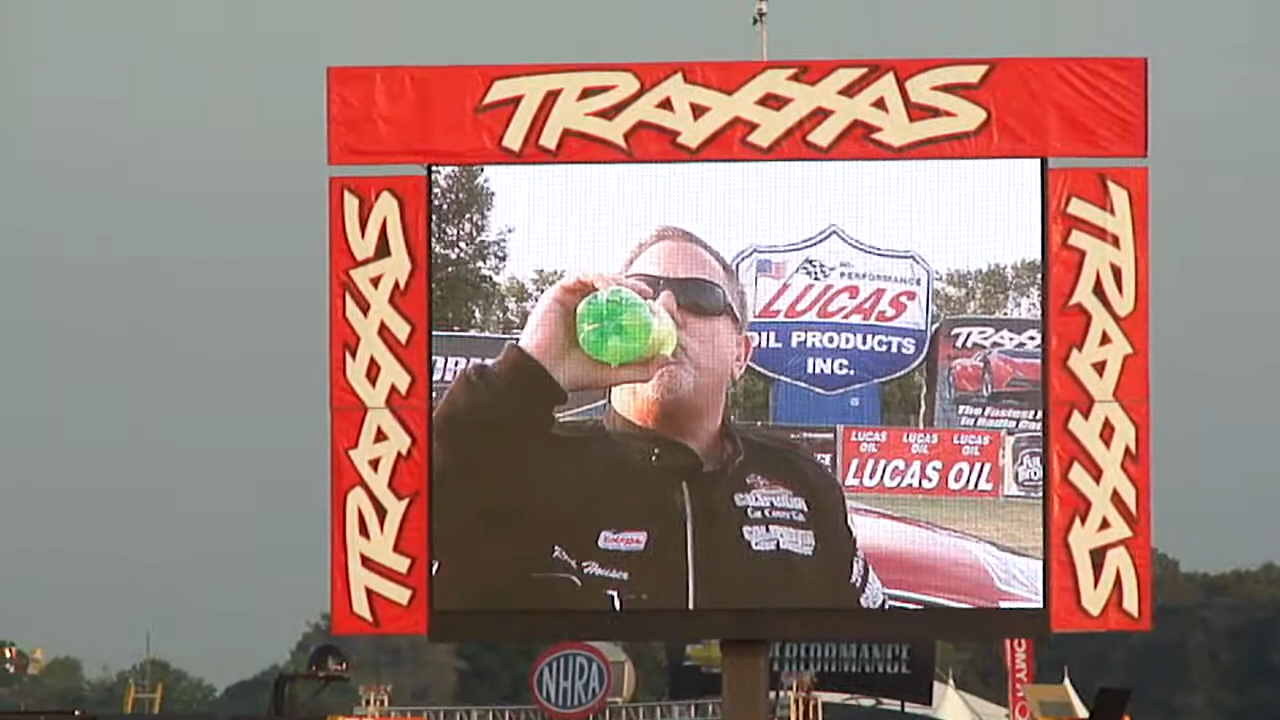 TRAXXAS
TRAXXAS
TRAXXAS
PERFORMANCE
LUCAS
OIL PRODUCTS
INC.
TRAXXAS
The Fastest
LUCAS OIL
LUCAS OIL
LUCAS OIL
LUCAS OIL
NHRA
PERFORMANCE